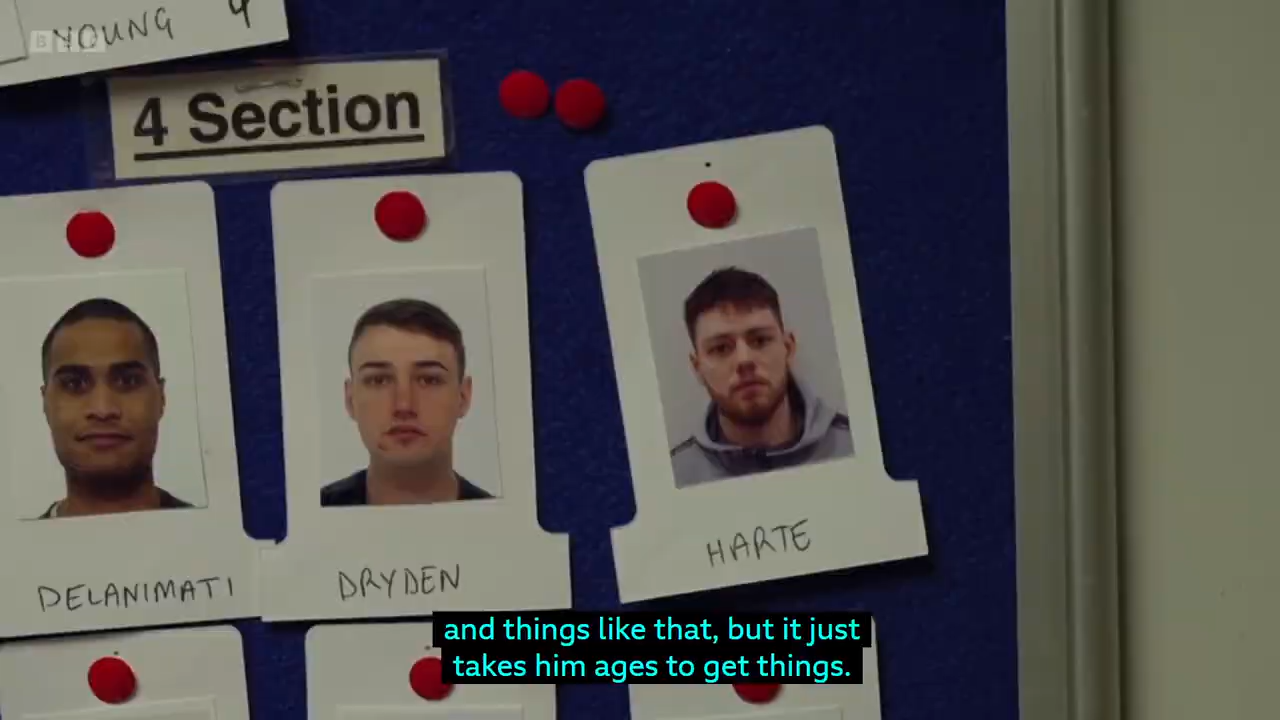 YOUNG 4
4 Section
DELANIMATI
DRYDEN
HARTE
and things like that, but it just
takes him ages to get things.